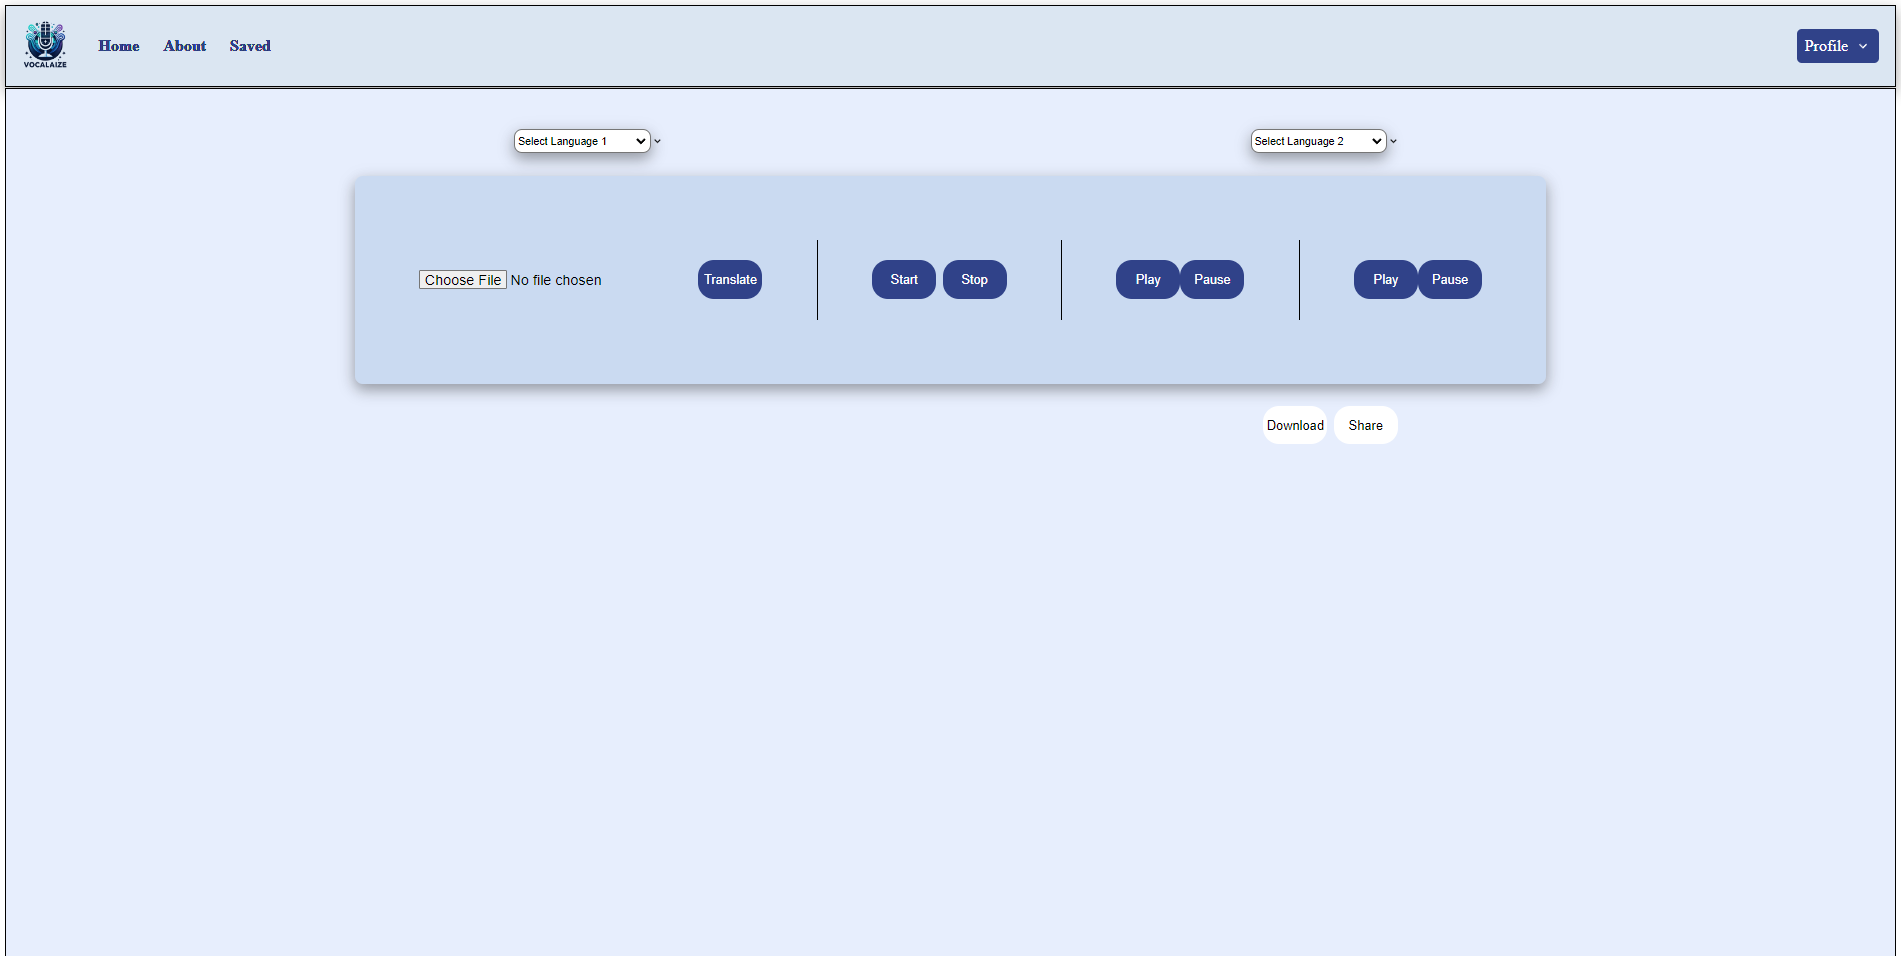 VOCALAIZE
Home About Saved
Profile
Select Language 1
Select Language 2
Choose File No file chosen
Translate
Start Stop
Play Pause
Play Pause
Download Share